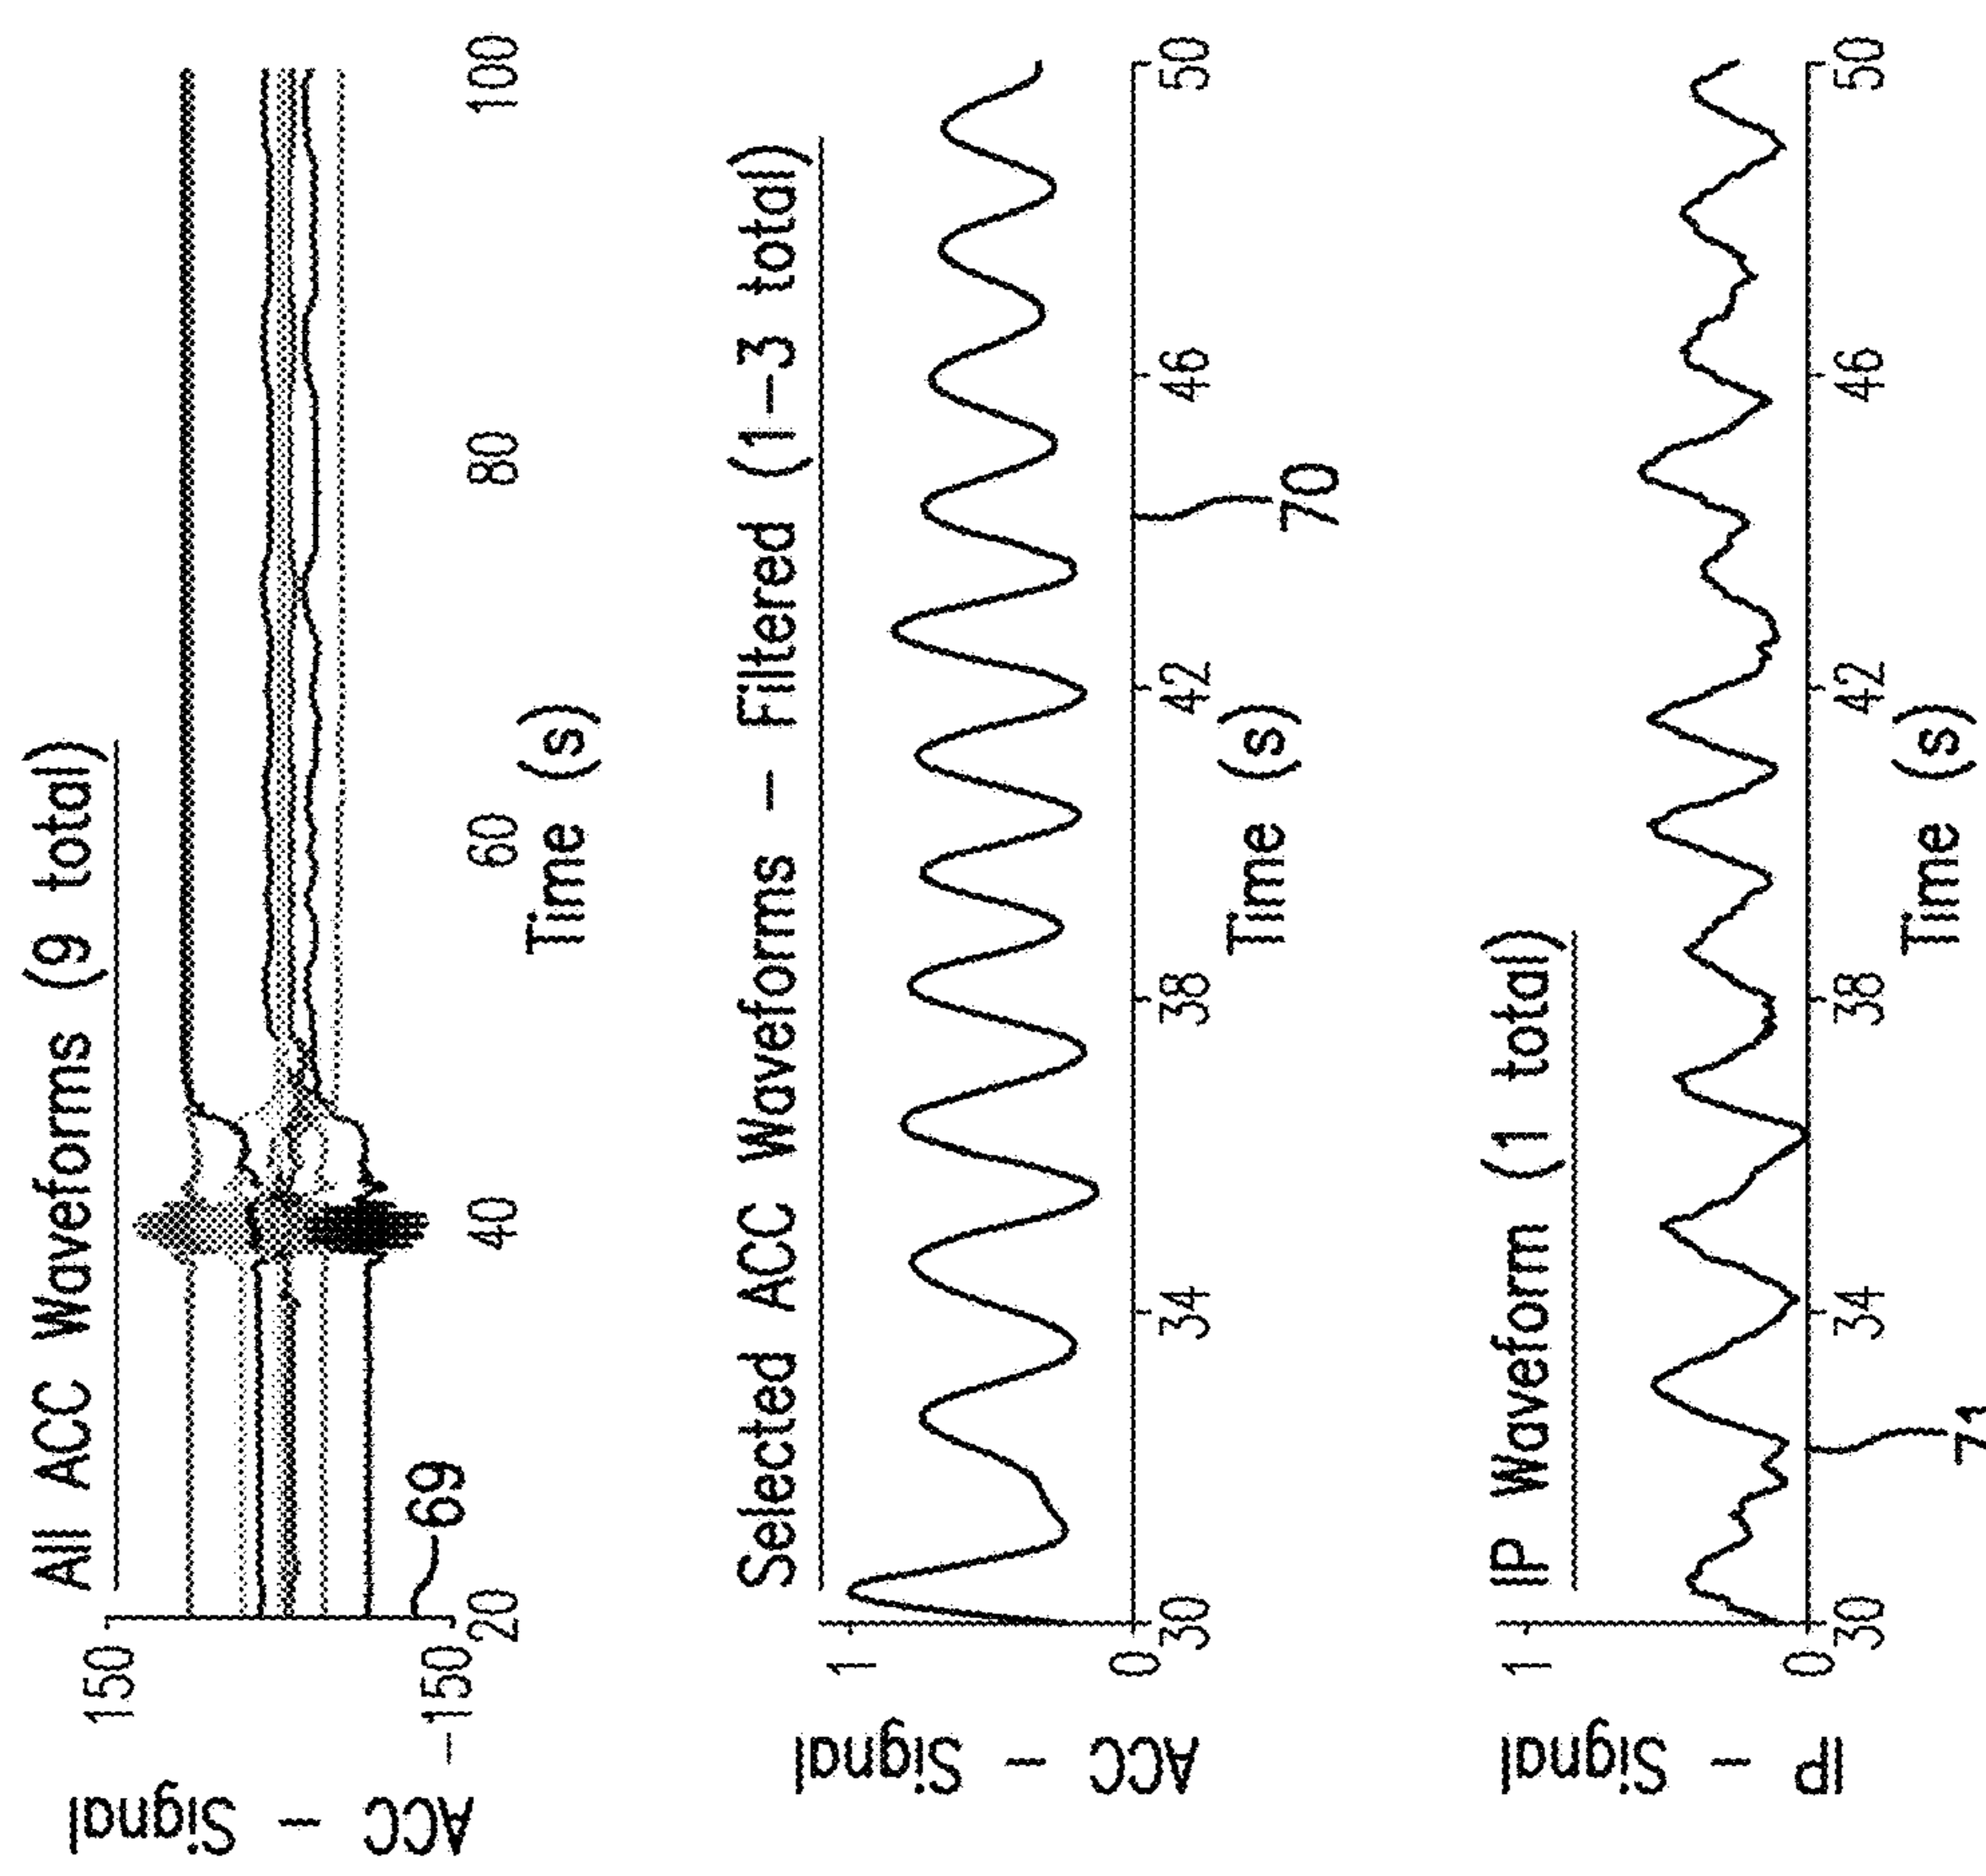 All ACC Waveforms (9 total)
ACC – Signal
150
-150
20
40
60
80
100
Time (s)
69
Selected ACC Waveforms – Filtered (1-3 total)
ACC – Signal
1
0
30
34
38
42
46
50
Time (s)
70
IP Waveform (1 total)
IP – Signal
1
0
30
34
38
42
46
50
Time (s)
71